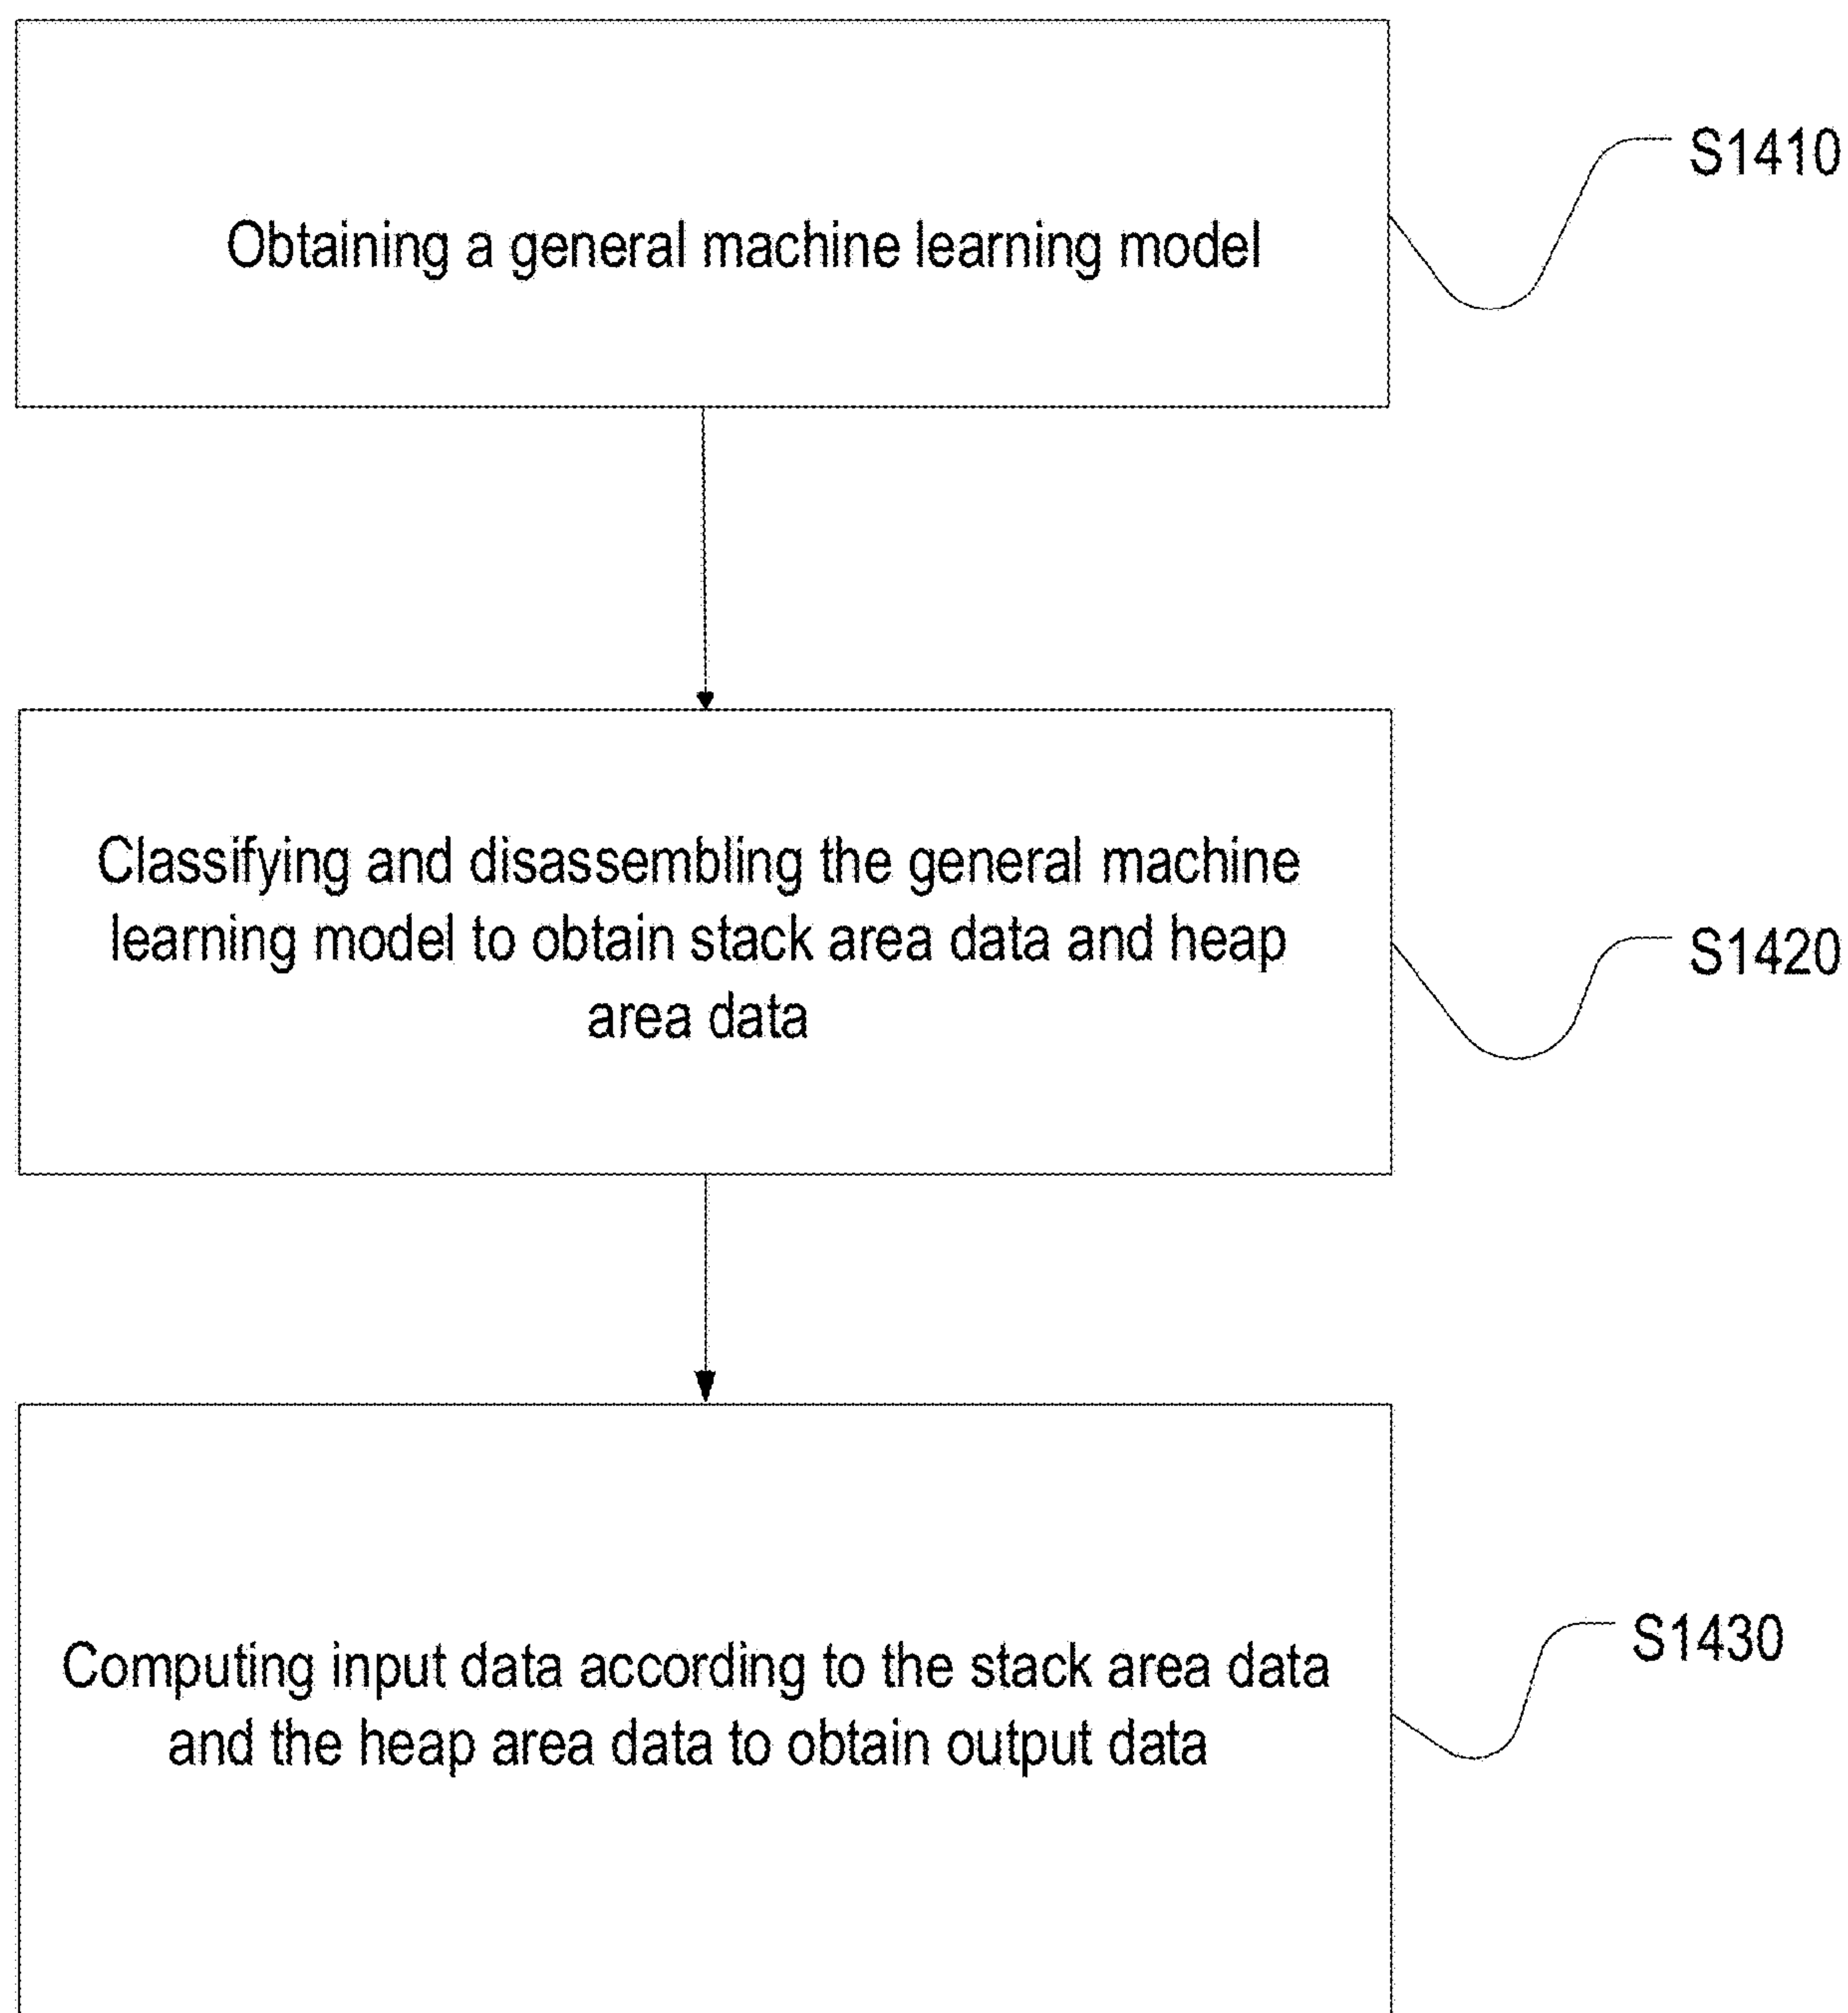 Obtaining a general machine learning model
S1410
Classifying and disassembling the general machine
learning model to obtain stack area data and heap
area data
S1420
Computing input data according to the stack area data
and the heap area data to obtain output data
S1430